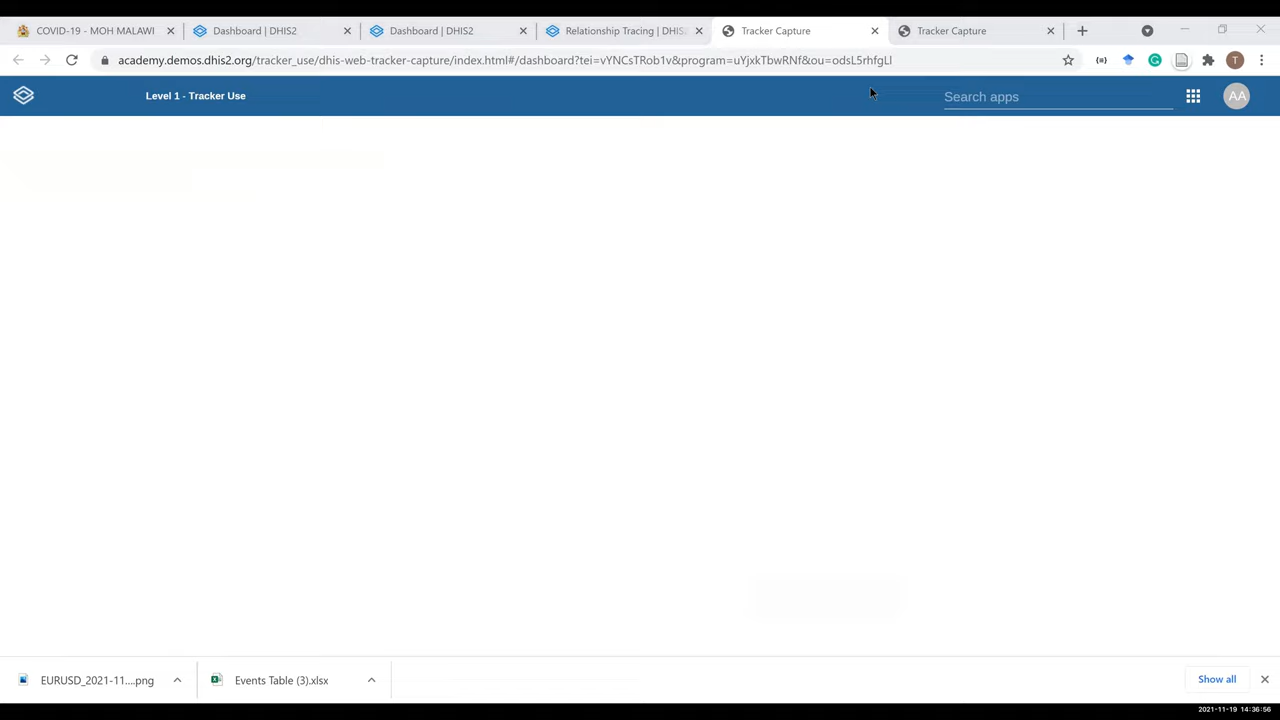 COVID-19 - MOH MALAWI
Dashboard | DHIS2
Dashboard | DHIS2
Relationship Tracing | DHIS
Tracker Capture
Tracker Capture
academy.demos.dhis2.org/tracker_use/dhis-web-tracker-capture/index.html#/dashboard?tei=vYNCsTRob1v&program=uYjxkTbwRNf&ou=odsL5rhfgLl
T
Level 1 - Tracker Use
Search apps
AA
EURUSD_2021-11....png
Events Table (3).xlsx
Show all
2021-11-19 14:36:56